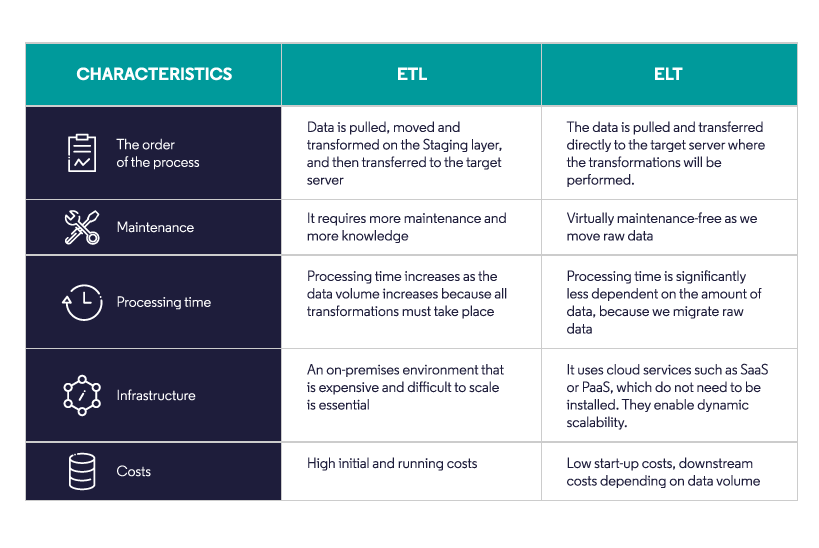 CHARACTERISTICS
ETL
ELT
The order
of the process
Data is pulled, moved and
transformed on the Staging layer,
and then transferred to the target
server
The data is pulled and transferred
directly to the target server where
the transformations will be
performed.
Maintenance
It requires more maintenance and
more knowledge
Virtually maintenance-free as we
move raw data
Processing time
Processing time increases as the
data volume increases because all
transformations must take place
Processing time is significantly
less dependent on the amount of
data, because we migrate raw
data
Infrastructure
An on-premises environment that
is expensive and difficult to scale
is essential
It uses cloud services such as SaaS
or PaaS, which do not need to be
installed. They enable dynamic
scalability.
Costs
High initial and running costs
Low start-up costs, downstream
costs depending on data volume